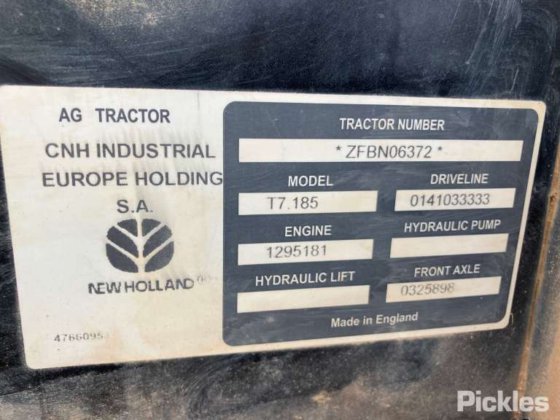 AG TRACTOR
CNH INDUSTRIAL
EUROPE HOLDING
S.A.
NEW HOLLAND
TRACTOR NUMBER
* ZFBN06372 *
MODEL
DRIVELINE
T7.185
0141033333
ENGINE
HYDRAULIC PUMP
1295181
HYDRAULIC LIFT
FRONT AXLE
0325898
Made in England
Pickles